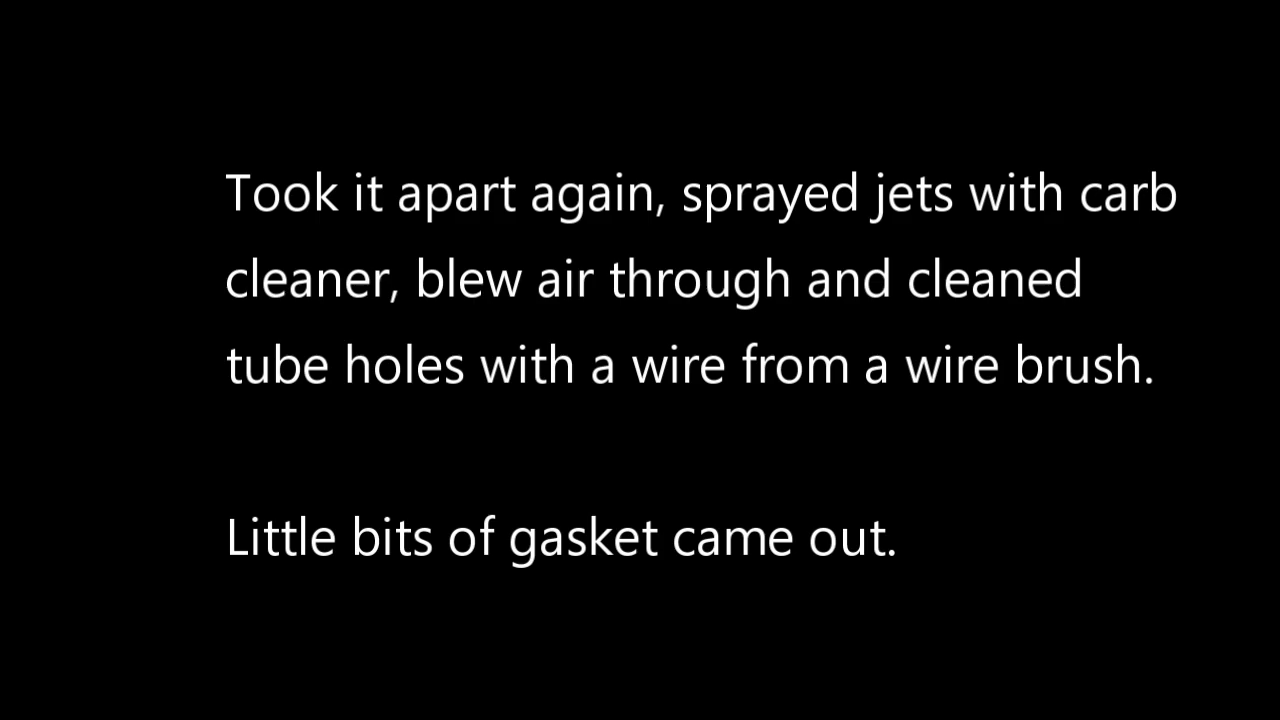 Took it apart again, sprayed jets with carb
cleaner, blew air through and cleaned
tube holes with a wire from a wire brush.
Little bits of gasket came out.